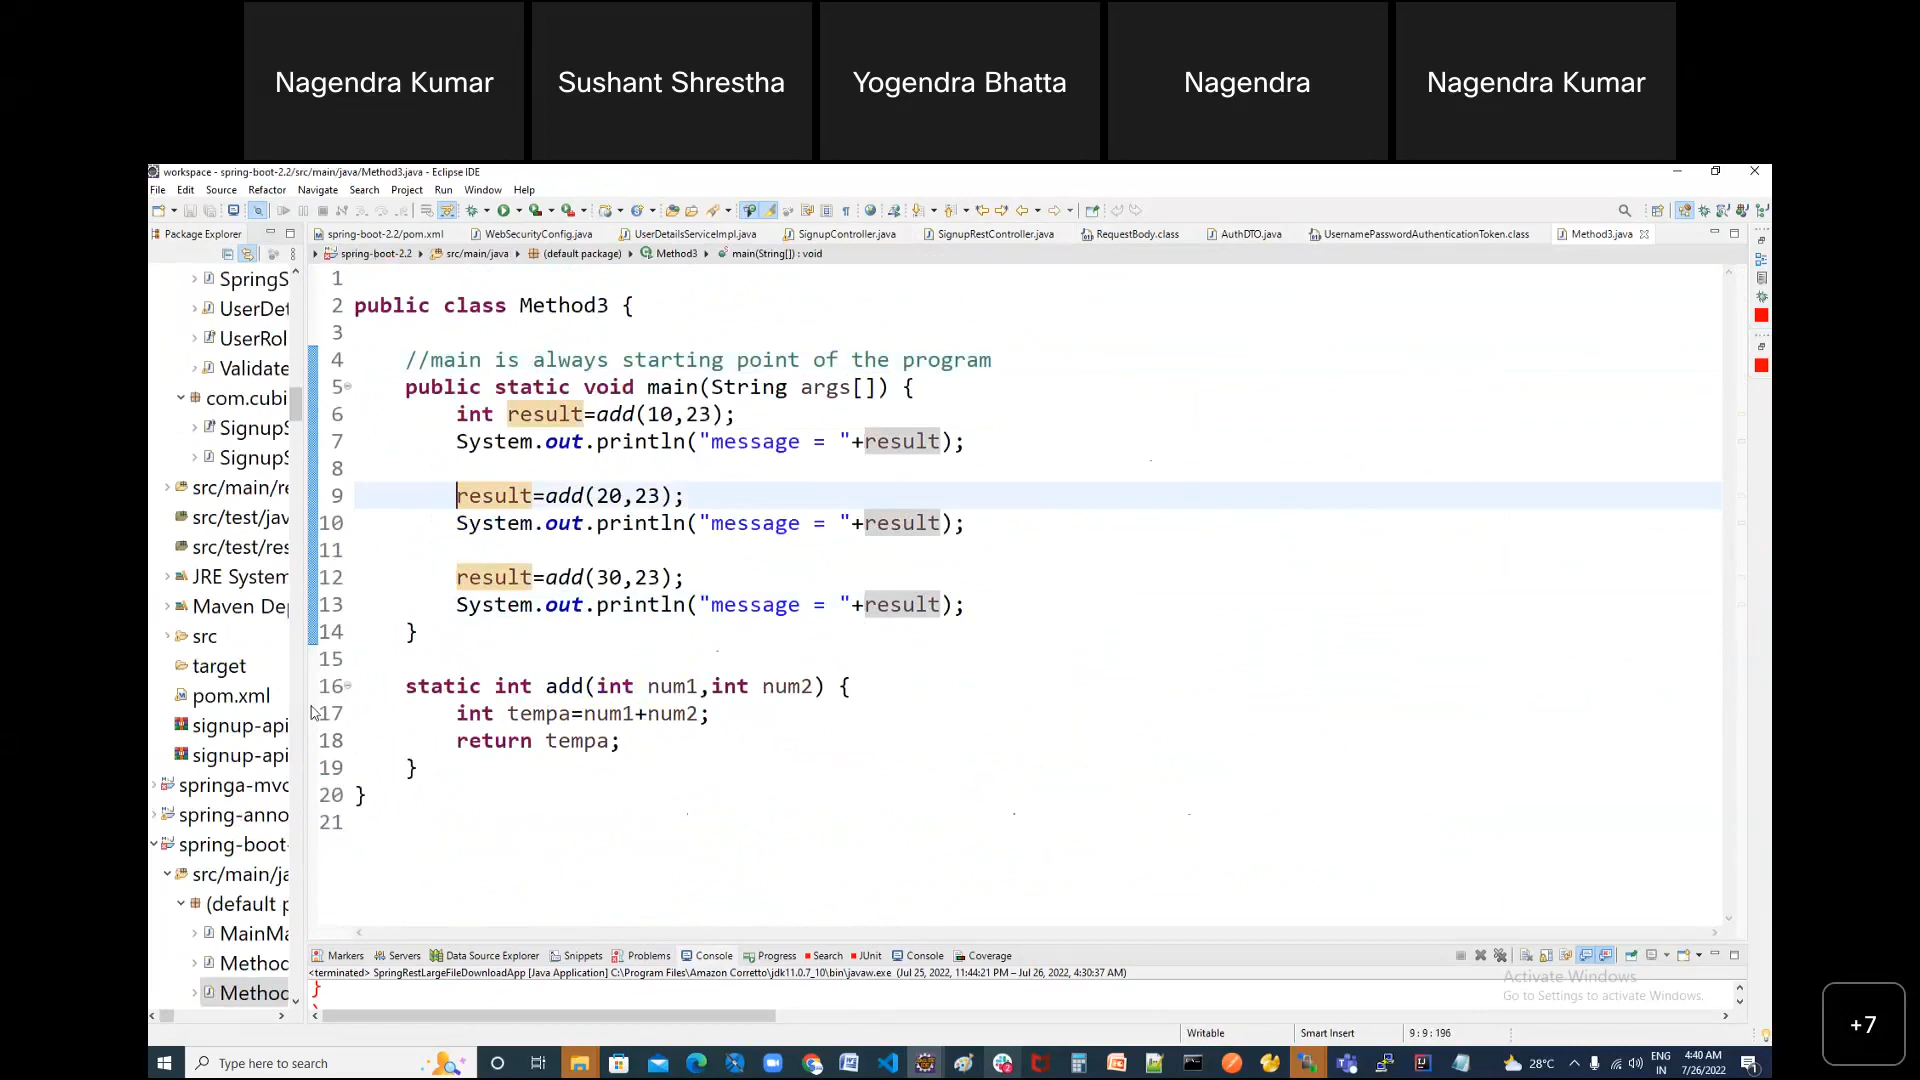 Nagendra Kumar
Sushant Shrestha
Yogendra Bhatta
Nagendra
Nagendra Kumar
workspace - spring-boot-2.2/src/main/java/Method3.java - Eclipse IDE
File Edit Source Refactor Navigate Search Project Run Window Help
Package Explorer
spring-boot-2.2/pom.xml WebSecurityConfig.java UserDetailsServiceImpl.java SignupController.java SignupRestController.java RequestBody.class AuthDTO.java UsernamePasswordAuthenticationToken.class Method3.java
spring-boot-2.2 src/main/java (default package) Method3 main(String[]) : void
SpringS
UserDet
UserRol
Validate
com.cubi
SignupS
SignupS
src/main/re
src/test/jav
src/test/res
JRE System
Maven De
src
target
pom.xml
signup-api
signup-api
springa-mvc
spring-anno
spring-boot-
src/main/ja
(default p
MainMa
Method
Method
1
2 public class Method3 {
3
4 //main is always starting point of the program
5 public static void main(String args[]) {
6 int result=add(10,23);
7 System.out.println("message = "+result);
8
9 result=add(20,23);
10 System.out.println("message = "+result);
11
12 result=add(30,23);
13 System.out.println("message = "+result);
14 }
15
16 static int add(int num1,int num2) {
17 int tempa=num1+num2;
18 return tempa;
19 }
20 }
21
Markers Servers Data Source Explorer Snippets Problems Console Progress Search JUnit Console Coverage
<terminated> SpringRestLargeFileDownloadApp [Java Application] C:\Program Files\Amazon Corretto\jdk11.0.7_10\bin\javaw.exe (Jul 25, 2022, 11:44:21 PM – Jul 26, 2022, 4:30:37 AM)
}
Activate Windows
Go to Settings to activate Windows.
Writable Smart Insert 9 : 9 : 196
+7
Type here to search
28°C
ENG
IN
4:40 AM
7/26/2022